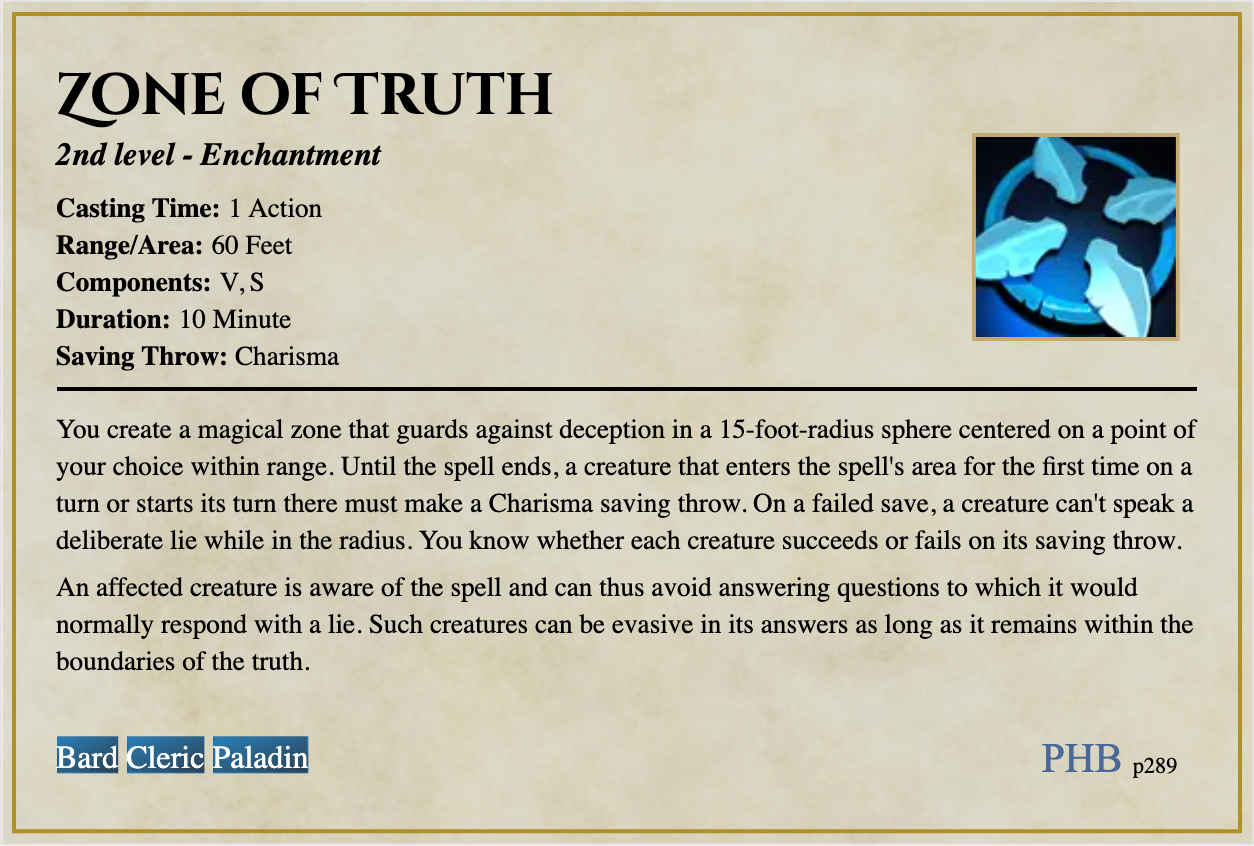 Zone of Truth
2nd level - Enchantment
Casting Time: 1 Action
Range/Area: 60 Feet
Components: V, S
Duration: 10 Minute
Saving Throw: Charisma
You create a magical zone that guards against deception in a 15-foot-radius sphere centered on a point of
your choice within range. Until the spell ends, a creature that enters the spell's area for the first time on a
turn or starts its turn there must make a Charisma saving throw. On a failed save, a creature can't speak a
deliberate lie while in the radius. You know whether each creature succeeds or fails on its saving throw.
An affected creature is aware of the spell and can thus avoid answering questions to which it would
normally respond with a lie. Such creatures can be evasive in its answers as long as it remains within the
boundaries of the truth.
Bard Cleric Paladin
PHB p289